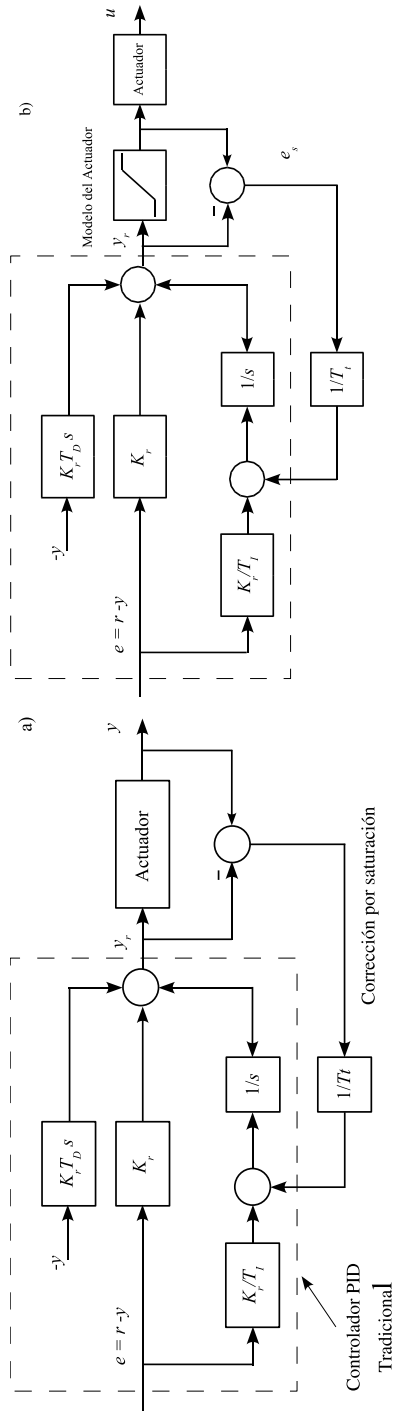 a)
-y
K_r T_D s
e = r -y
K_r
K_r/T_I
1/s
y_r
Actuador
y
−
1/Tt
Corrección por saturación
Controlador PID
Tradicional
b)
-y
K_r T_D s
e = r -y
K_r
K_r/T_I
1/s
y_r
Modelo del Actuador
Actuador
u
−
e_s
1/T_t